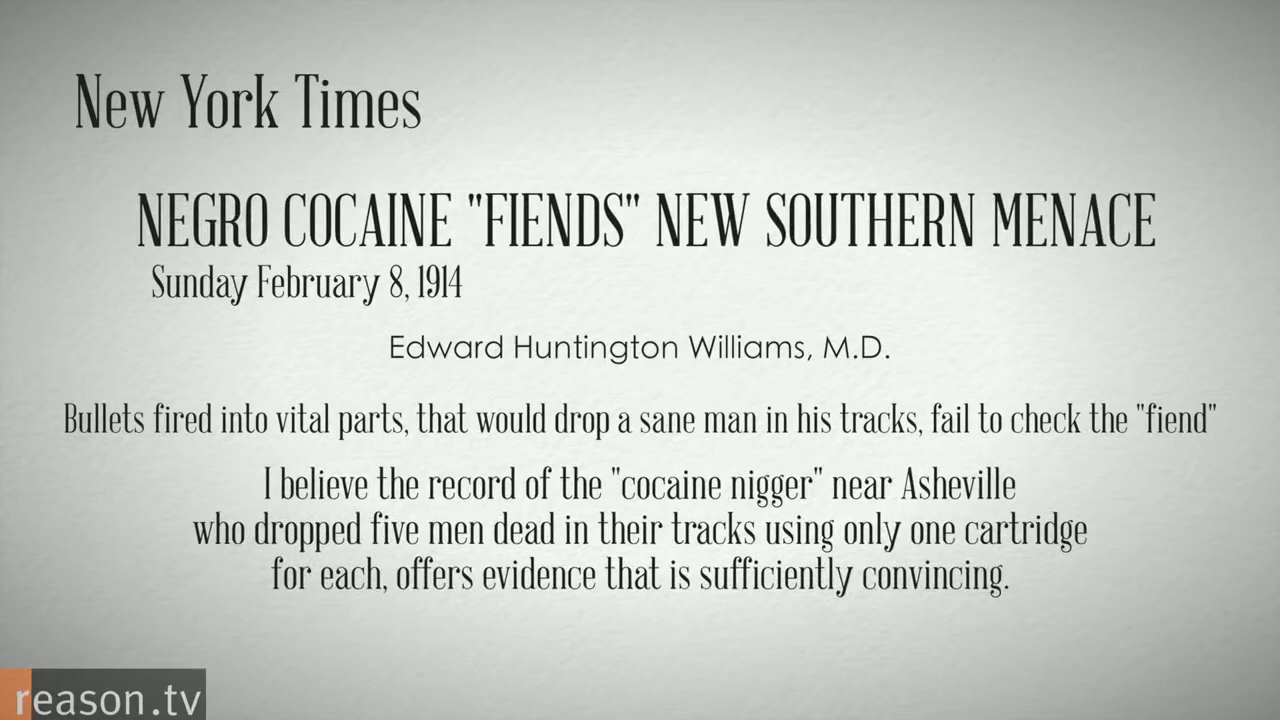 New York Times
NEGRO COCAINE "FIENDS" NEW SOUTHERN MENACE
Sunday February 8, 1914
Edward Huntington Williams, M.D.
Bullets fired into vital parts, that would drop a sane man in his tracks, fail to check the "fiend"
I believe the record of the "cocaine nigger" near Asheville
who dropped five men dead in their tracks using only one cartridge
for each, offers evidence that is sufficiently convincing.
reason.tv